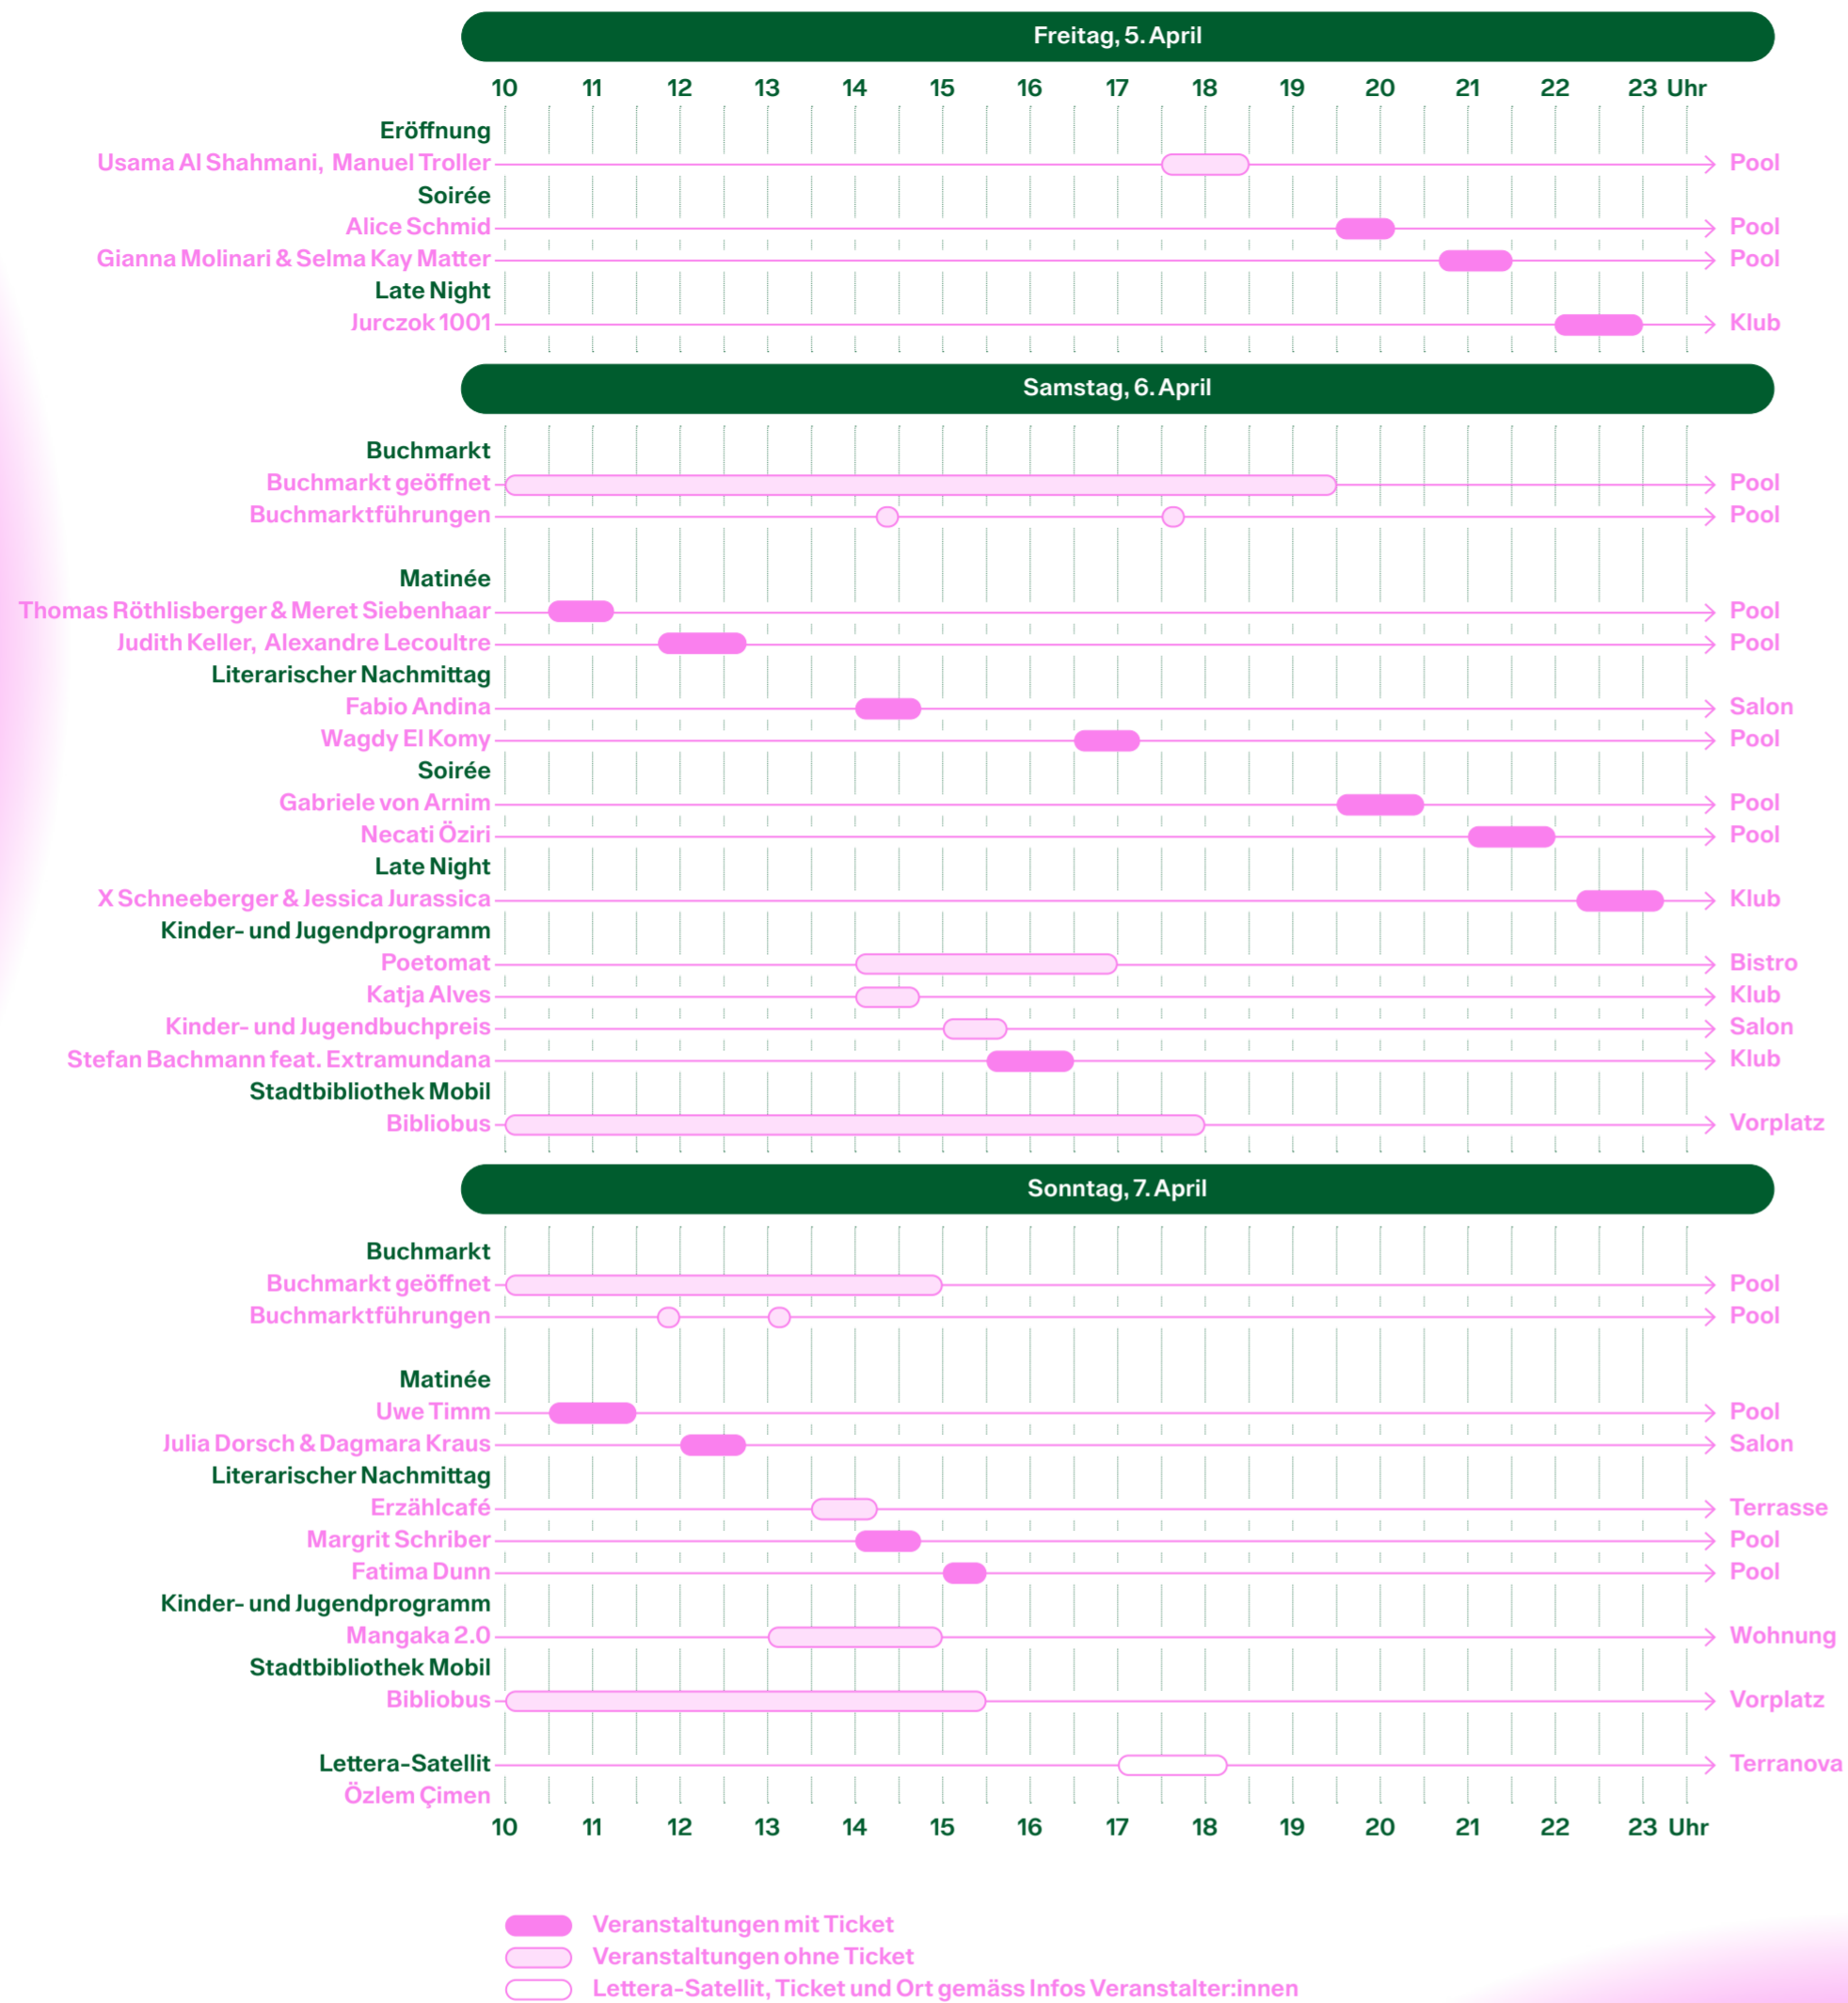 Freitag, 5. April
10 11 12 13 14 15 16 17 18 19 20 21 22 23 Uhr
Eröffnung
Usama Al Shahmani, Manuel Troller Pool
Soirée
Alice Schmid Pool
Gianna Molinari & Selma Kay Matter Pool
Late Night
Jurczok 1001 Klub
Samstag, 6. April
Buchmarkt
Buchmarkt geöffnet Pool
Buchmarktführungen Pool
Matinée
Thomas Röthlisberger & Meret Siebenhaar Pool
Judith Keller, Alexandre Lecoultre Pool
Literarischer Nachmittag
Fabio Andina Salon
Wagdy El Komy Pool
Soirée
Gabriele von Arnim Pool
Necati Öziri Pool
Late Night
X Schneeberger & Jessica Jurassica Klub
Kinder- und Jugendprogramm
Poetomat Bistro
Katja Alves Klub
Kinder- und Jugendbuchpreis Salon
Stefan Bachmann feat. Extramundana Klub
Stadtbibliothek Mobil
Bibliobus Vorplatz
Sonntag, 7. April
Buchmarkt
Buchmarkt geöffnet Pool
Buchmarktführungen Pool
Matinée
Uwe Timm Pool
Julia Dorsch & Dagmara Kraus Salon
Literarischer Nachmittag
Erzählcafé Terrasse
Margrit Schriber Pool
Fatima Dunn Pool
Kinder- und Jugendprogramm
Mangaka 2.0 Wohnung
Stadtbibliothek Mobil
Bibliobus Vorplatz
Lettera-Satellit Terranova
Özlem Çimen
10 11 12 13 14 15 16 17 18 19 20 21 22 23 Uhr
Veranstaltungen mit Ticket
Veranstaltungen ohne Ticket
Lettera-Satellit, Ticket und Ort gemäss Infos Veranstalter:innen